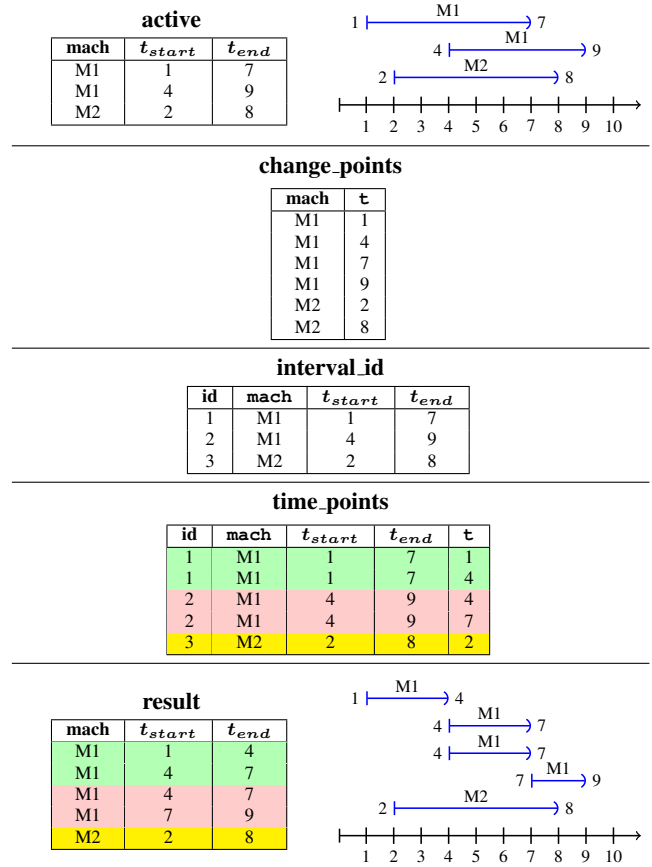 active
mach t_start t_end
M1 1 7
M1 4 9
M2 2 8
1 M1 7
4 M1 9
2 M2 8
1 2 3 4 5 6 7 8 9 10
change_points
mach t
M1 1
M1 4
M1 7
M1 9
M2 2
M2 8
interval_id
id mach t_start t_end
1 M1 1 7
2 M1 4 9
3 M2 2 8
time_points
id mach t_start t_end t
1 M1 1 7 1
1 M1 1 7 4
2 M1 4 9 4
2 M1 4 9 7
3 M2 2 8 2
result
mach t_start t_end
M1 1 4
M1 4 7
M1 4 7
M1 7 9
M2 2 8
1 M1 4
4 M1 7
4 M1 7
7 M1 9
2 M2 8
1 2 3 4 5 6 7 8 9 10